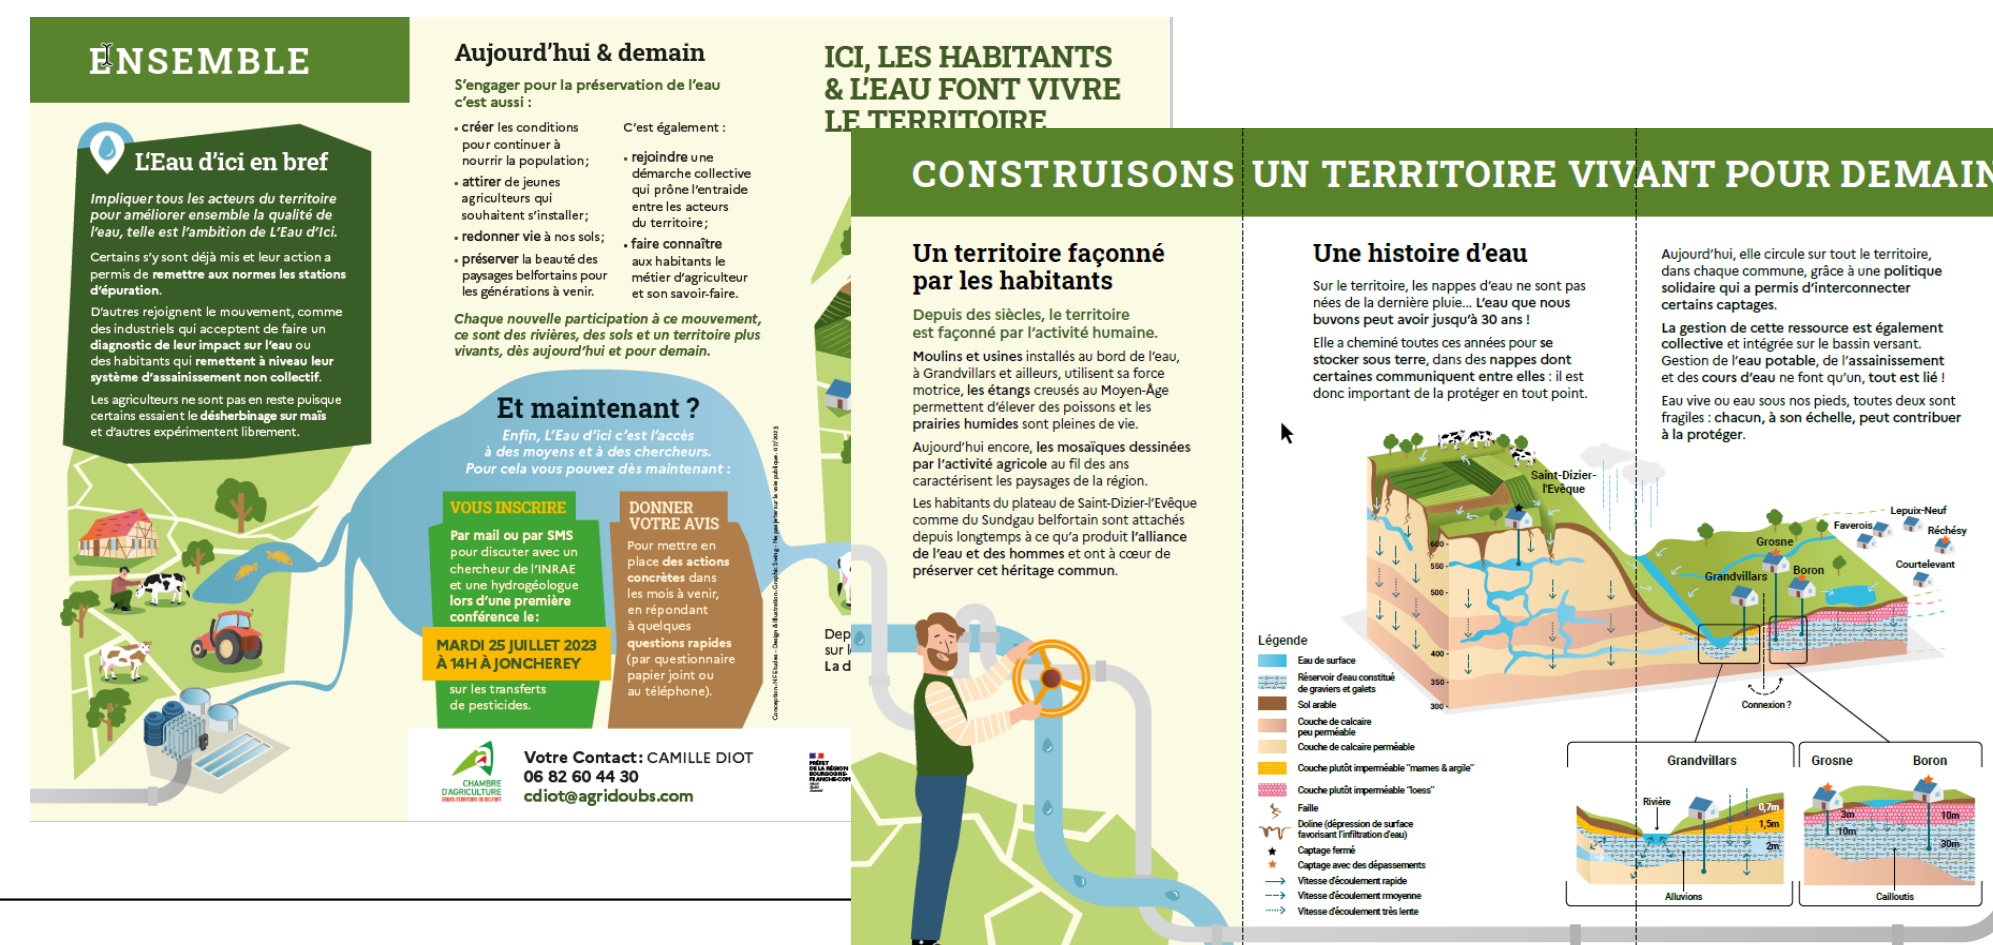 ENSEMBLE
L'Eau d'ici en bref
Impliquer tous les acteurs du territoire
pour améliorer ensemble la qualité de
l'eau, telle est l'ambition de L'Eau d'Ici.
Certains s'y sont déjà mis et leur action a
permis de remettre aux normes les stations
d'épuration.
D'autres rejoignent le mouvement, comme
des industriels qui acceptent de faire un
diagnostic de leur impact sur l'eau ou
des habitants qui remettent à niveau leur
système d'assainissement non collectif.
Les agriculteurs ne sont pas en reste puisque
certains essaient le désherbinage sur maïs
et d'autres expérimentent librement.
Aujourd'hui & demain
S'engager pour la préservation de l'eau
c'est aussi :
• créer les conditions
pour continuer à
nourrir la population;
• attirer de jeunes
agriculteurs qui
souhaitent s'installer;
• redonner vie à nos sols;
• préserver la beauté des
paysages belfortains pour
les générations à venir.
C'est également :
• rejoindre une
démarche collective
qui prône l'entraide
entre les acteurs
du territoire;
• faire connaître
aux habitants le
métier d'agriculteur
et son savoir-faire.
Chaque nouvelle participation à ce mouvement,
ce sont des rivières, des sols et un territoire plus
vivants, dès aujourd'hui et pour demain.
Et maintenant ?
Enfin, L'Eau d'ici c'est l'accès
à des moyens et à des chercheurs.
Pour cela vous pouvez dès maintenant :
VOUS INSCRIRE
Par mail ou par SMS
pour discuter avec un
chercheur de l'INRAE
et une hydrogéologue
lors d'une première
conférence le :
MARDI 25 JUILLET 2023
À 14H À JONCHEREY
sur les transferts
de pesticides.
DONNER
VOTRE AVIS
Pour mettre en
place des actions
concrètes dans
les mois à venir,
en répondant
à quelques
questions rapides
(par questionnaire
papier joint ou
au téléphone).
CHAMBRE
D'AGRICULTURE
DOUBS-TERRITOIRE DE BELFORT
Votre Contact : CAMILLE DIOT
06 82 60 44 30
cdiot@agridoubs.com
PRÉFET
DE LA RÉGION
BOURGOGNE-
FRANCHE-COM
ICI, LES HABITANTS
& L'EAU FONT VIVRE
LE TERRITOIRE
Dep
sur l
La d
CONSTRUISONS UN TERRITOIRE VIVANT POUR DEMAIN
Un territoire façonné
par les habitants
Depuis des siècles, le territoire
est façonné par l'activité humaine.
Moulins et usines installés au bord de l'eau,
à Grandvillars et ailleurs, utilisent sa force
motrice, les étangs creusés au Moyen-Âge
permettent d'élever des poissons et les
prairies humides sont pleines de vie.
Aujourd'hui encore, les mosaïques dessinées
par l'activité agricole au fil des ans
caractérisent les paysages de la région.
Les habitants du plateau de Saint-Dizier-l'Evêque
comme du Sundgau belfortain sont attachés
depuis longtemps à ce qu'a produit l'alliance
de l'eau et des hommes et ont à cœur de
préserver cet héritage commun.
Une histoire d'eau
Sur le territoire, les nappes d'eau ne sont pas
nées de la dernière pluie... L'eau que nous
buvons peut avoir jusqu'à 30 ans !
Elle a cheminé toutes ces années pour se
stocker sous terre, dans des nappes dont
certaines communiquent entre elles : il est
donc important de la protéger en tout point.
Aujourd'hui, elle circule sur tout le territoire,
dans chaque commune, grâce à une politique
solidaire qui a permis d'interconnecter
certains captages.
La gestion de cette ressource est également
collective et intégrée sur le bassin versant.
Gestion de l'eau potable, de l'assainissement
et des cours d'eau ne font qu'un, tout est lié !
Eau vive ou eau sous nos pieds, toutes deux sont
fragiles : chacun, à son échelle, peut contribuer
à la protéger.
Saint-Dizier-
l'Evêque
Lepuix-Neuf
Faverois
Réchésy
Grosne
Courtelevant
Grandvillars
Boron
600
550
500
400
350
300
Connexion ?
Légende
Eau de surface
Réservoir d'eau constitué
de graviers et galets
Sol arable
Couche de calcaire
peu perméable
Couche de calcaire perméable
Couche plutôt imperméable "marnes & argile"
Couche plutôt imperméable "loess"
Faille
Doline (dépression de surface
favorisant l'infiltration d'eau)
Captage fermé
Captage avec des dépassements
Vitesse d'écoulement rapide
Vitesse d'écoulement rmoyenne
Vitesse d'écoulement très lente
Grandvillars
Rivière
0,7m
1,5m
2m
Alluvions
Grosne
Boron
3m
10m
10m
30m
Cailloutis